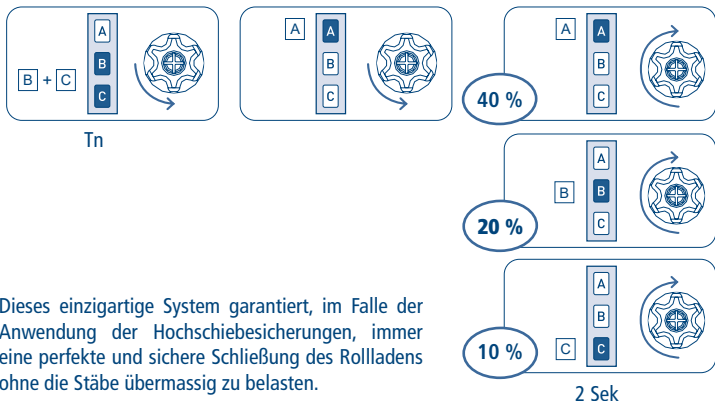 A
B
C
B + C
Tn
A
A
B
C
A
A
B
C
40 %
A
B
B
C
20 %
A
B
C
C
10 %
2 Sek
Dieses einzigartige System garantiert, im Falle der
Anwendung der Hochschiebesicherungen, immer
eine perfekte und sichere Schließung des Rollladens
ohne die Stäbe übermassig zu belasten.